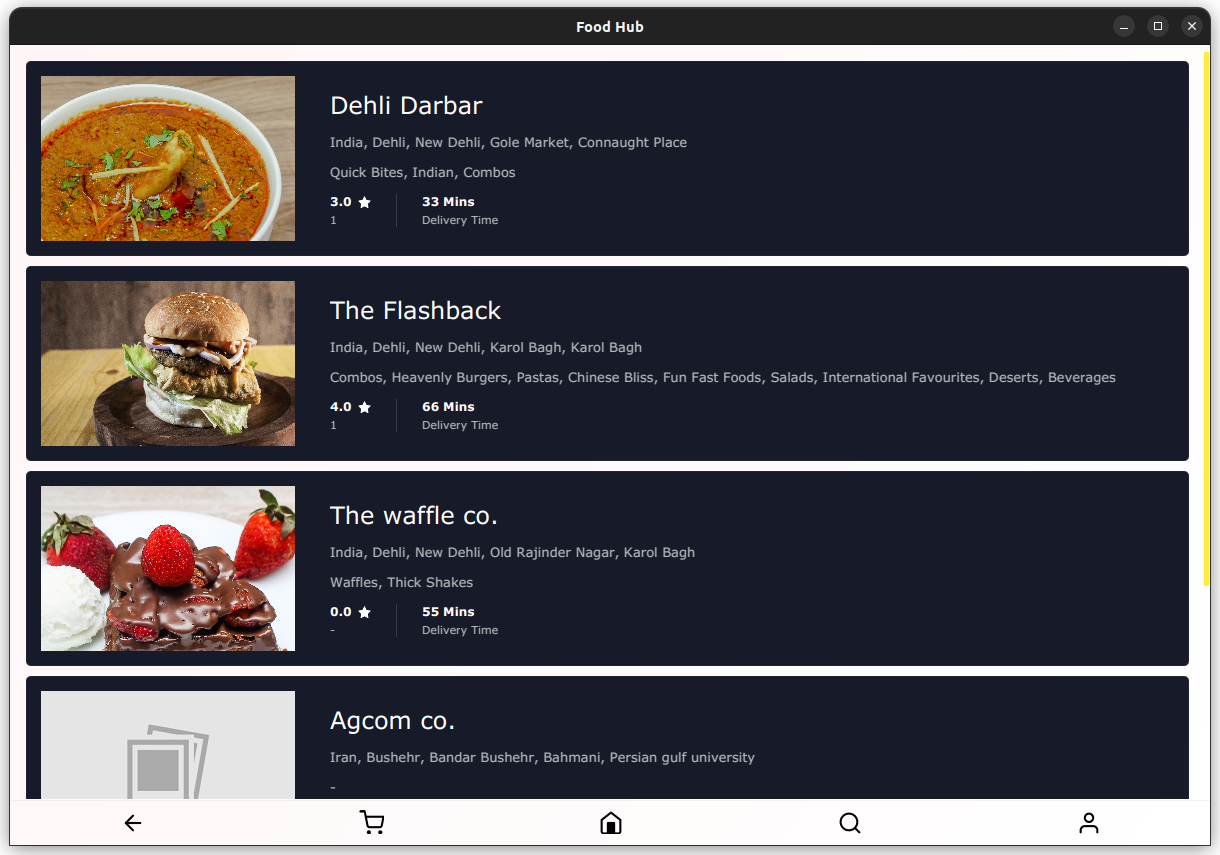 Food Hub
Dehli Darbar
India, Dehli, New Dehli, Gole Market, Connaught Place
Quick Bites, Indian, Combos
3.0 33 Mins
1 Delivery Time
The Flashback
India, Dehli, New Dehli, Karol Bagh, Karol Bagh
Combos, Heavenly Burgers, Pastas, Chinese Bliss, Fun Fast Foods, Salads, International Favourites, Deserts, Beverages
4.0 66 Mins
1 Delivery Time
The waffle co.
India, Dehli, New Dehli, Old Rajinder Nagar, Karol Bagh
Waffles, Thick Shakes
0.0 55 Mins
- Delivery Time
Agcom co.
Iran, Bushehr, Bandar Bushehr, Bahmani, Persian gulf university
-